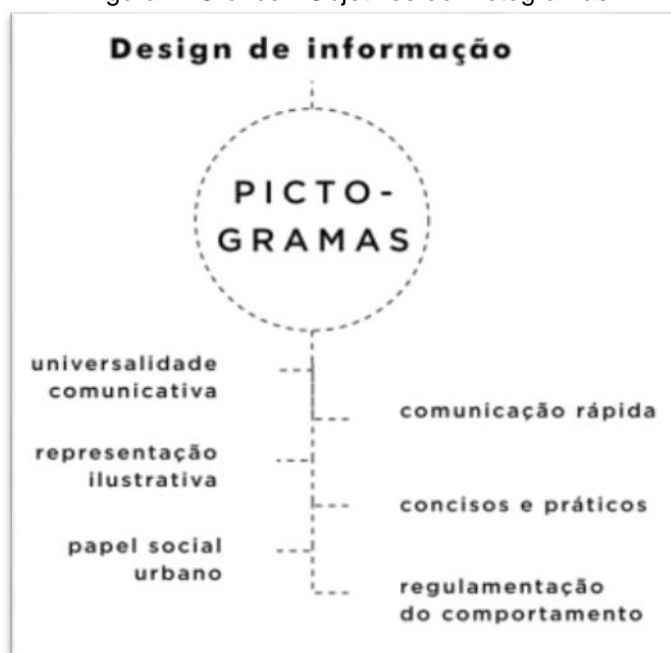 Design de informação
PICTO-
GRAMAS
universalidade
comunicativa
comunicação rápida
representação
ilustrativa
concisos e práticos
papel social
urbano
regulamentação
do comportamento